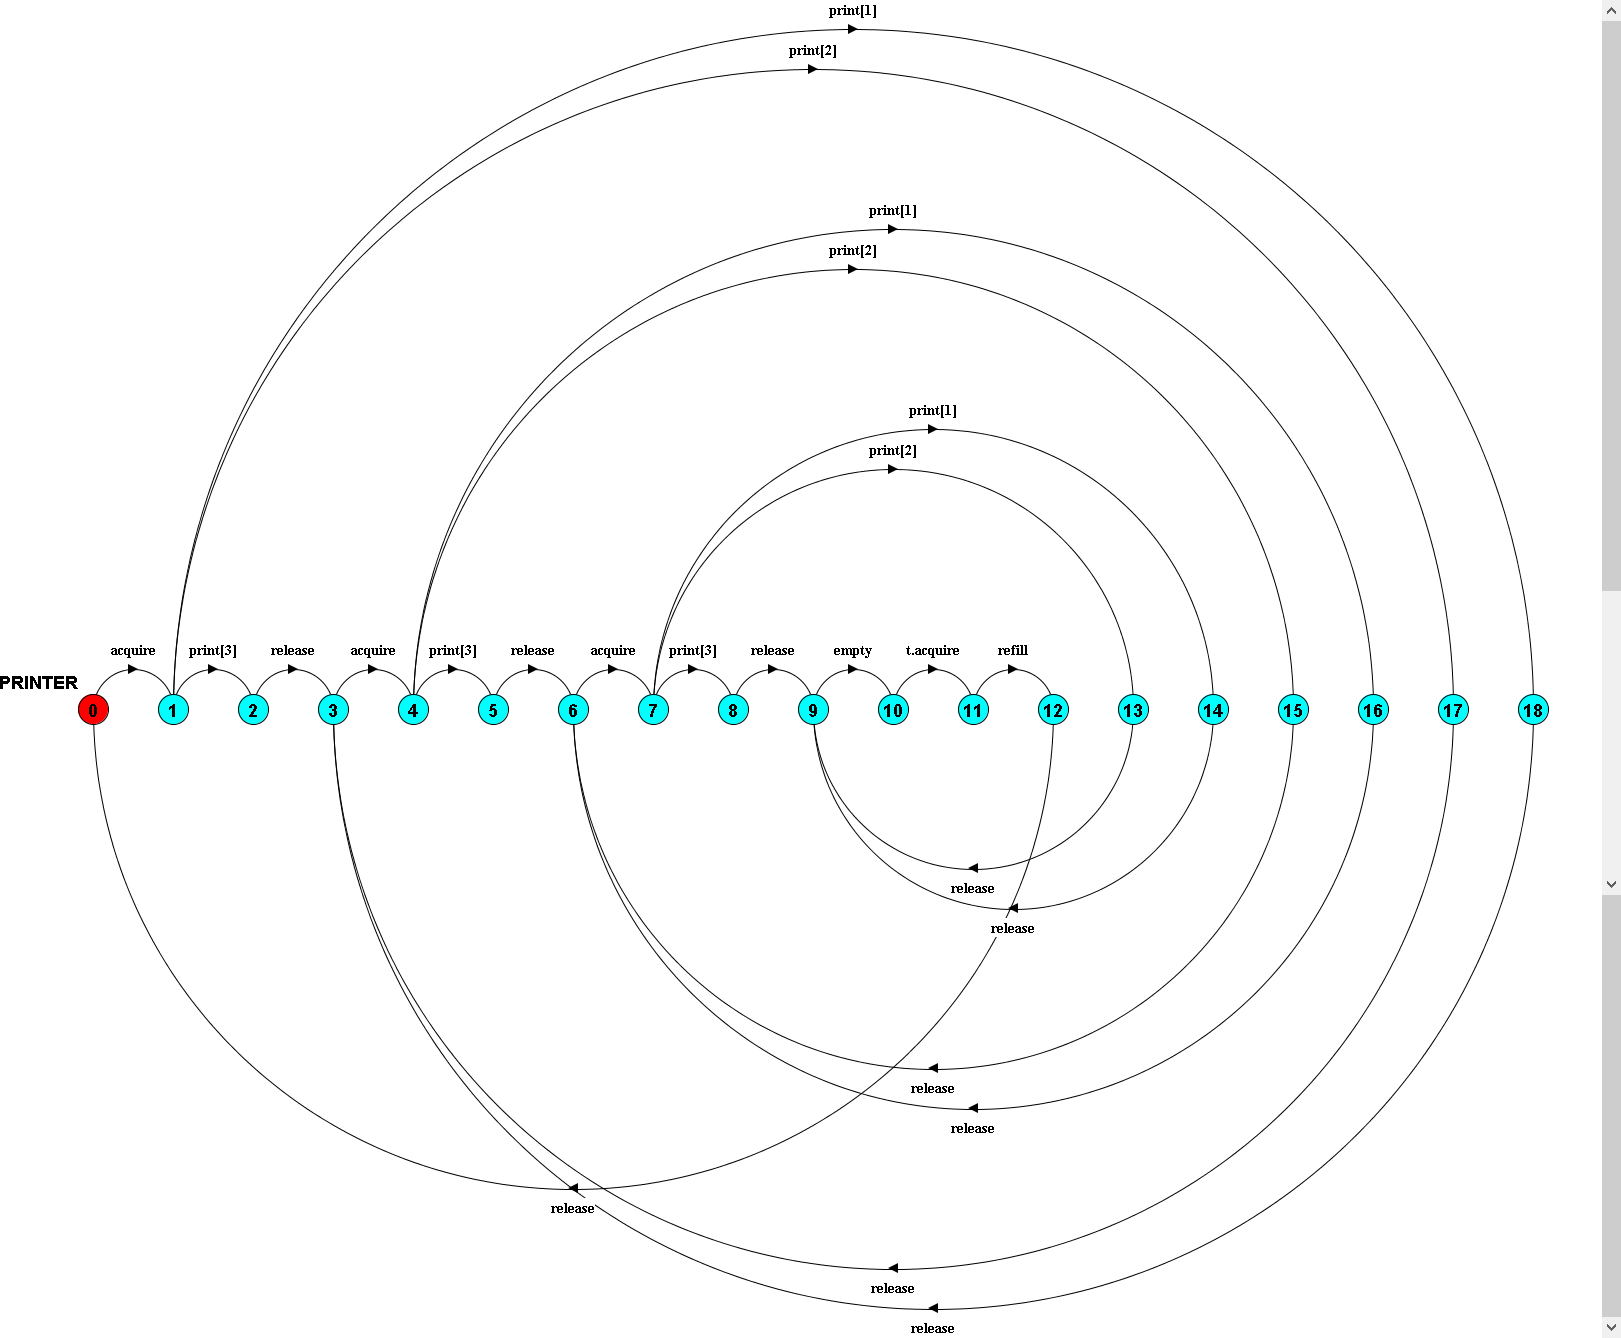 print[1]
print[2]
print[1]
print[2]
print[1]
print[2]
acquire print[3] release acquire print[3] release acquire print[3] release empty t.acquire refill
PRINTER
0 1 2 3 4 5 6 7 8 9 10 11 12 13 14 15 16 17 18
release
release
release
release
release
release
release